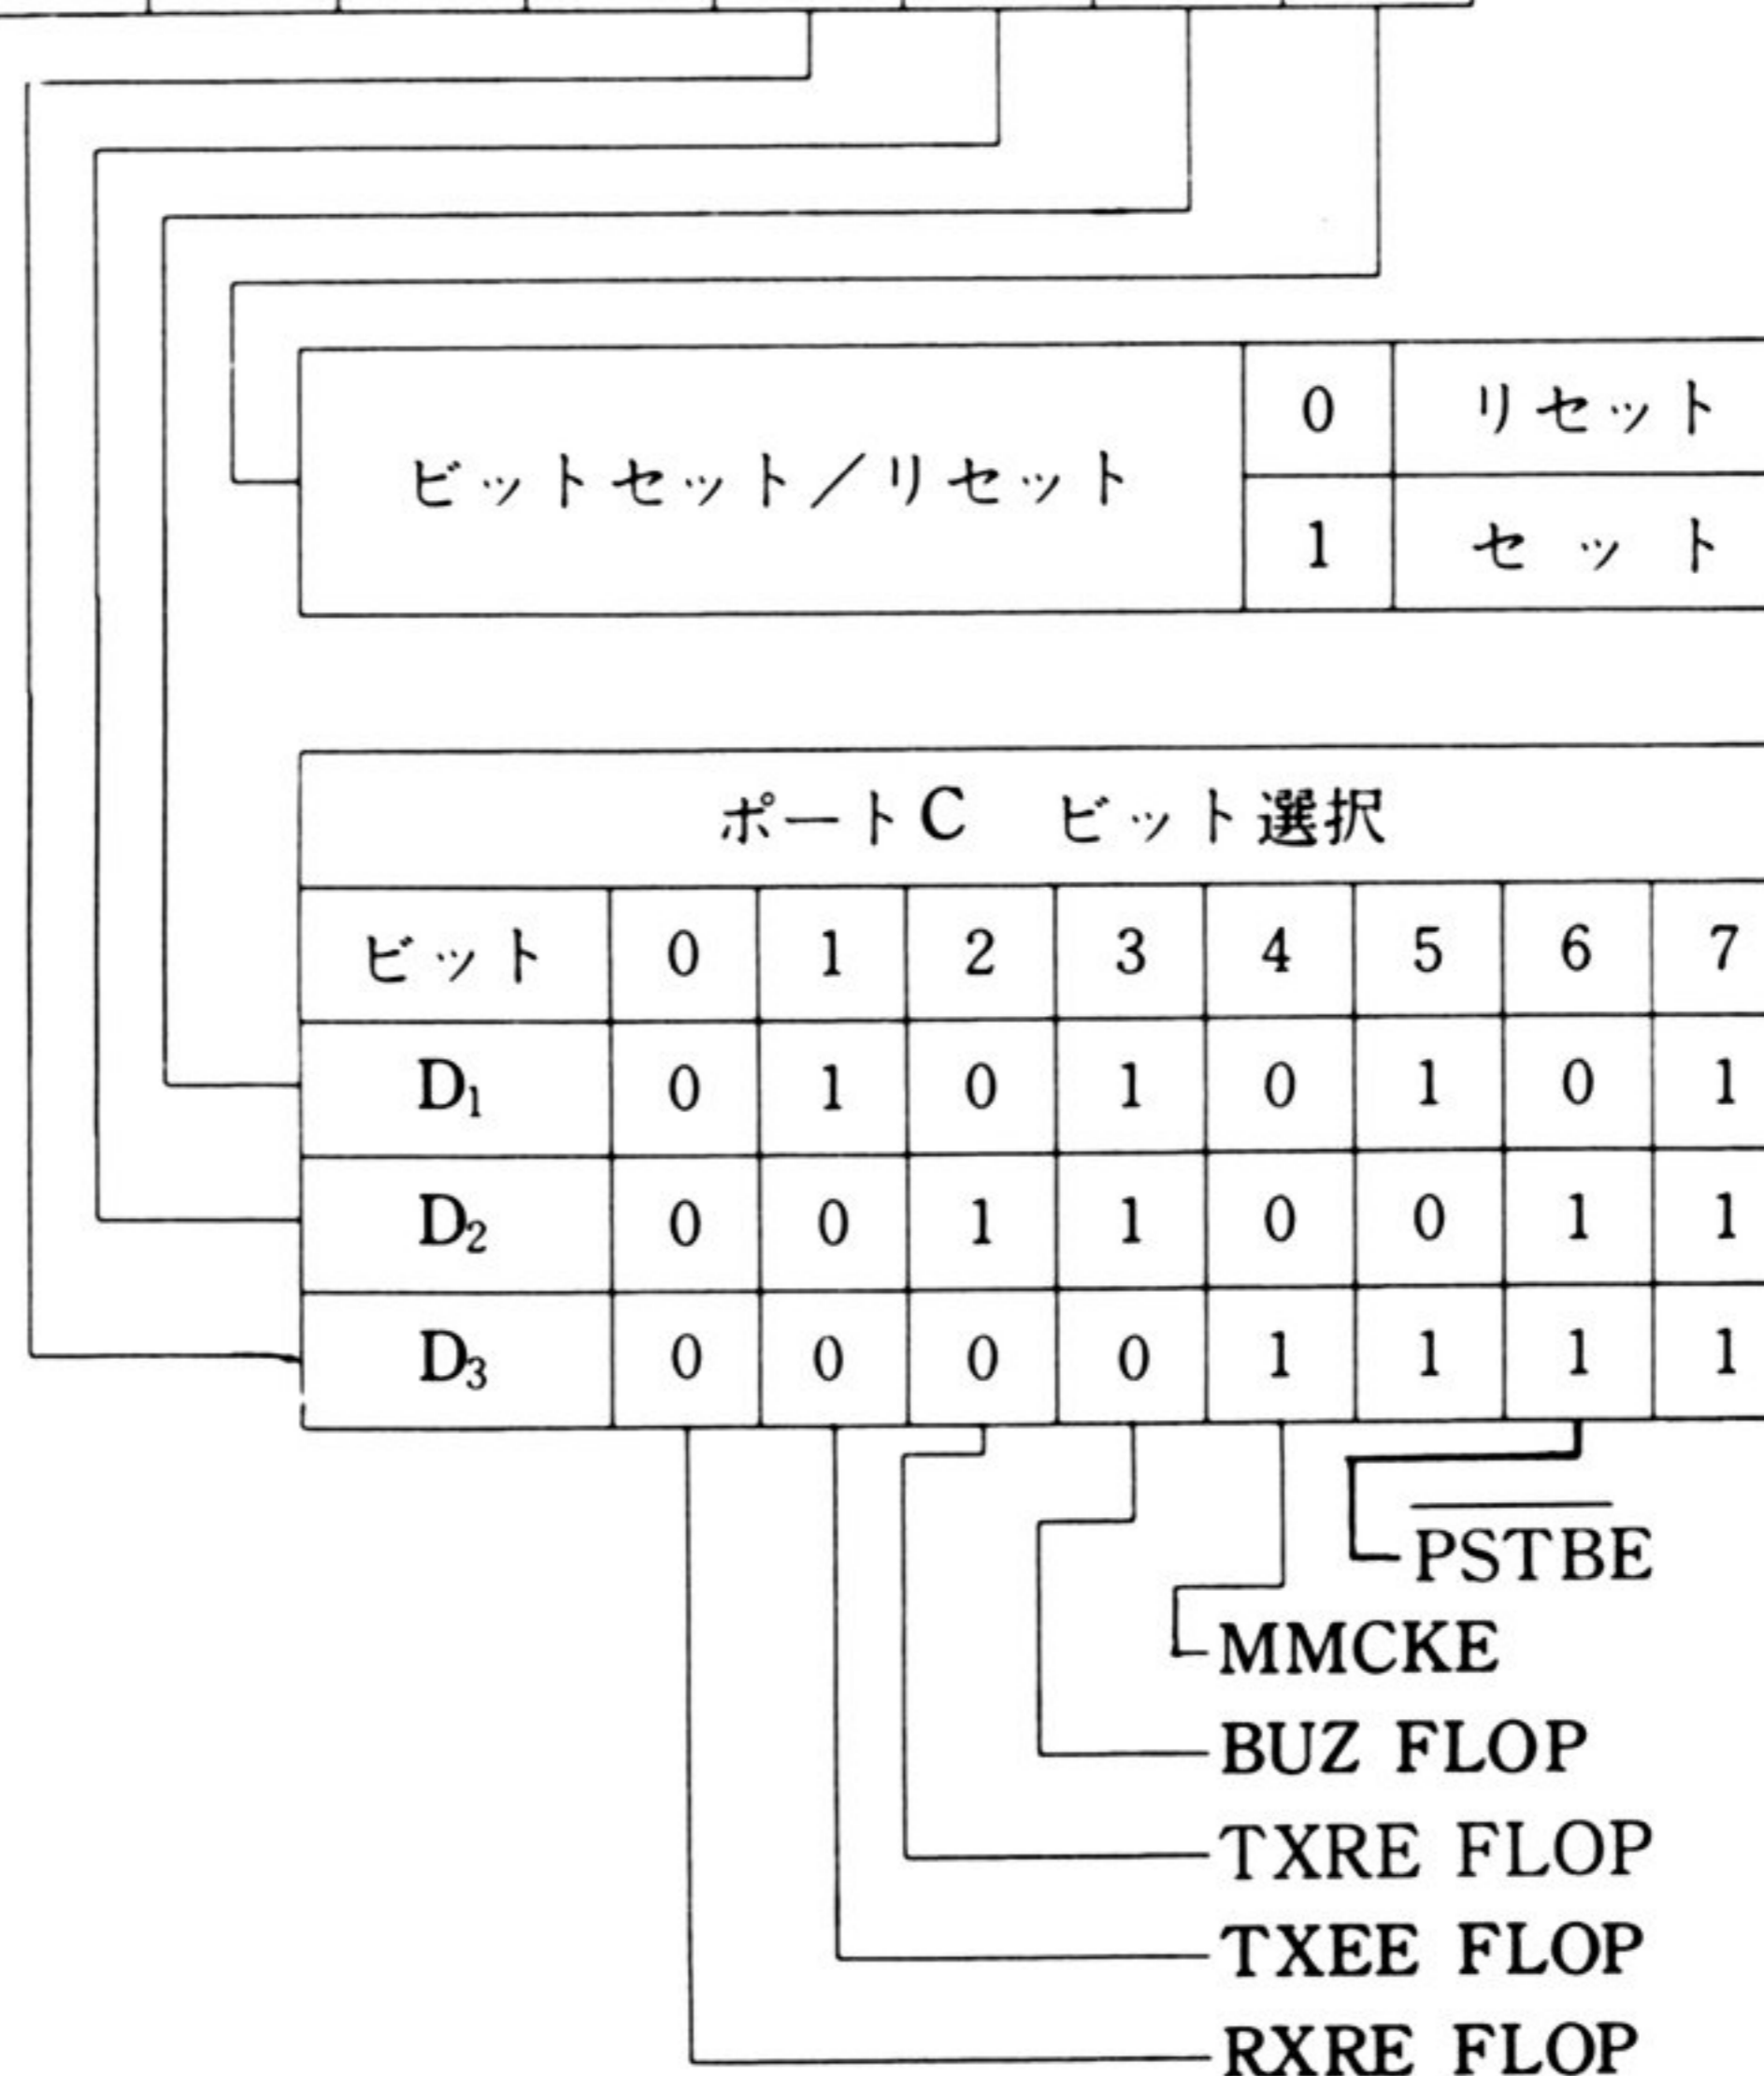 ビットセット／リセット 0 リセット
1 セット
ポートC ビット選択
ビット 0 1 2 3 4 5 6 7
D₁ 0 1 0 1 0 1 0 1
D₂ 0 0 1 1 0 0 1 1
D₃ 0 0 0 0 1 1 1 1
PSTBE
MMCKE
BUZ FLOP
TXRE FLOP
TXEE FLOP
RXRE FLOP